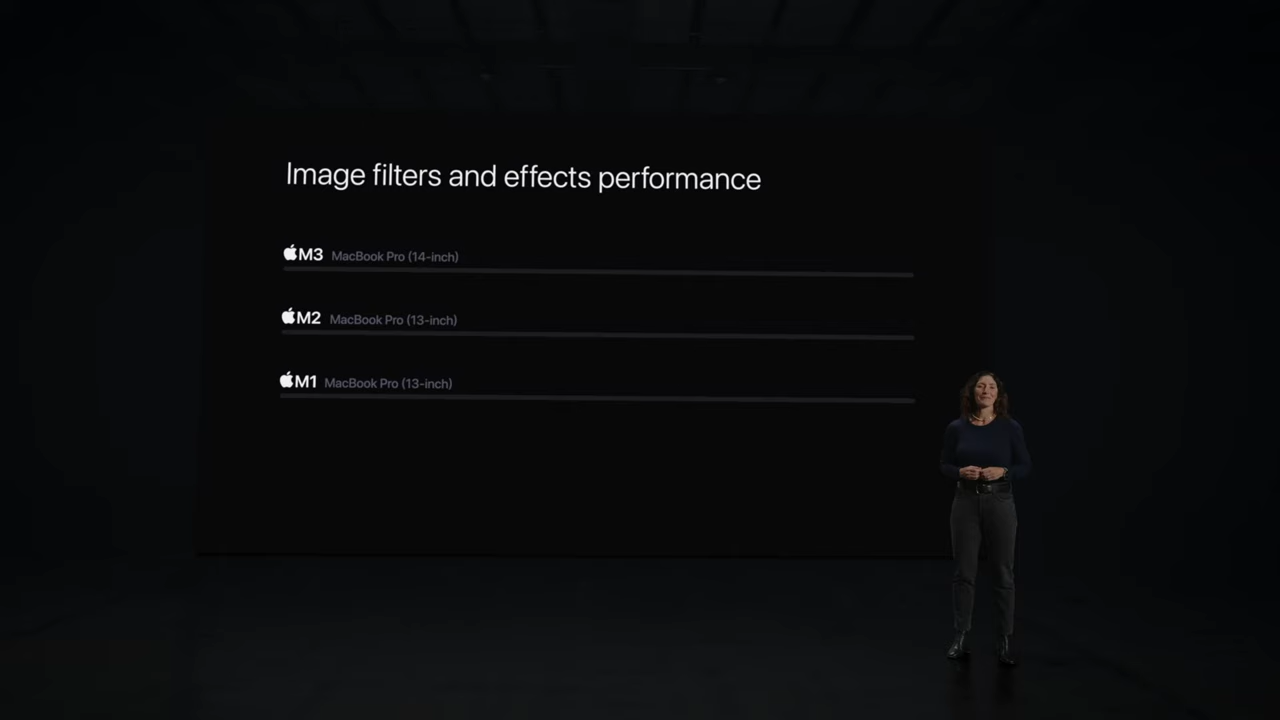 Image filters and effects performance
M3 MacBook Pro (14-inch)
M2 MacBook Pro (13-inch)
M1 MacBook Pro (13-inch)